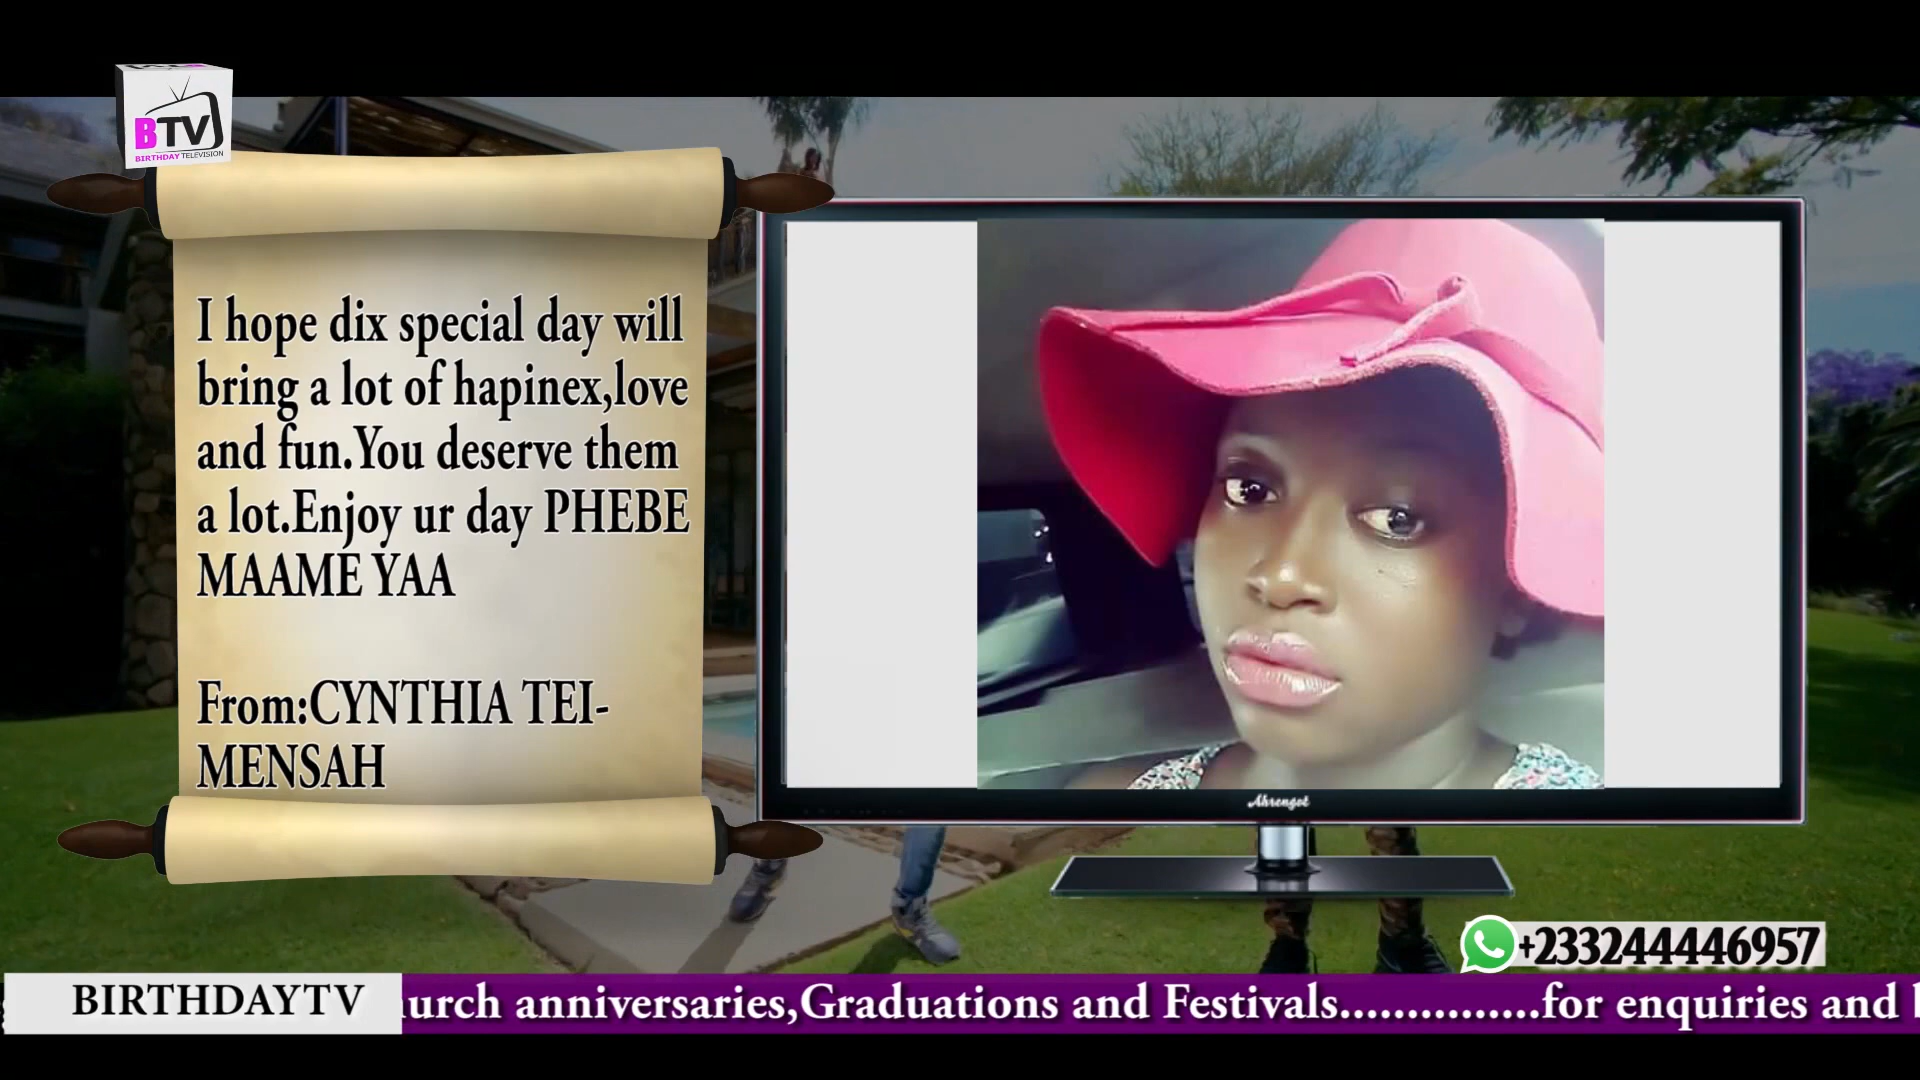 BTV
BIRTHDAY TELEVISION
I hope dix special day will
bring a lot of hapinex,love
and fun.You deserve them
a lot.Enjoy ur day PHEBE
MAAME YAA
From:CYNTHIA TEI-
MENSAH
Ahrengot
+233244446957
BIRTHDAYTV
urch anniversaries,Graduations and Festivals...............for enquiries and